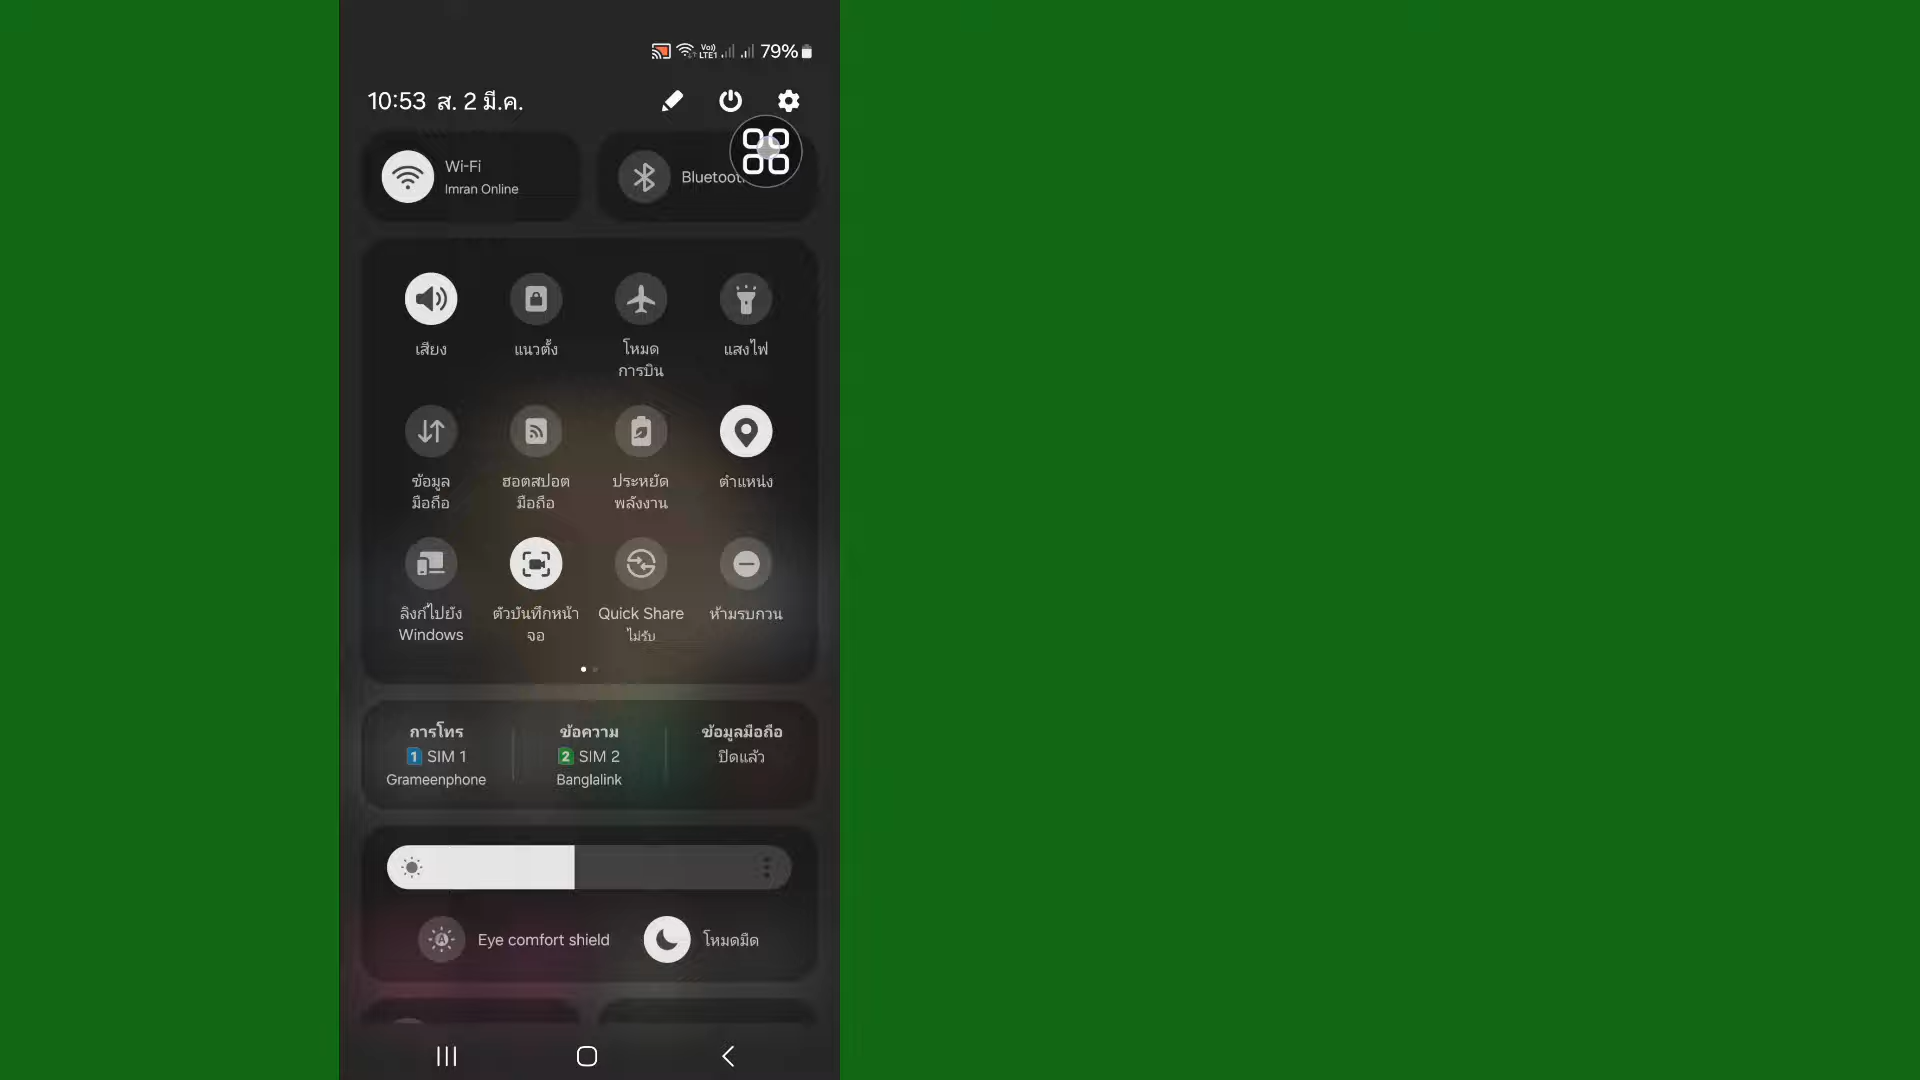 Vo))
LTE1
79%
10:53 ส. 2 มี.ค.
Wi-Fi
Imran Online
เสียง
แนวตั้ง
โหมด
การบิน
แสงไฟ
ข้อมูล
มือถือ
ฮอตสปอต
มือถือ
ประหยัด
พลังงาน
ตำแหน่ง
ลิงก์ไปยัง
Windows
ตัวบันทึกหน้า
จอ
Quick Share
ไม่รับ
ห้ามรบกวน
การโทร
1 SIM 1
Grameenphone
ข้อความ
2 SIM 2
Banglalink
ข้อมูลมือถือ
ปิดแล้ว
Eye comfort shield
โหมดมืด